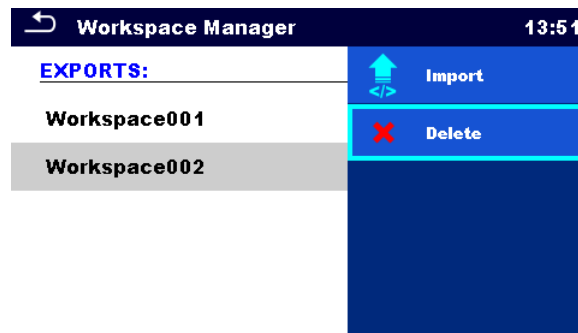 Workspace Manager 13:51
EXPORTS:
Import
</>
Workspace001
Delete
Workspace002